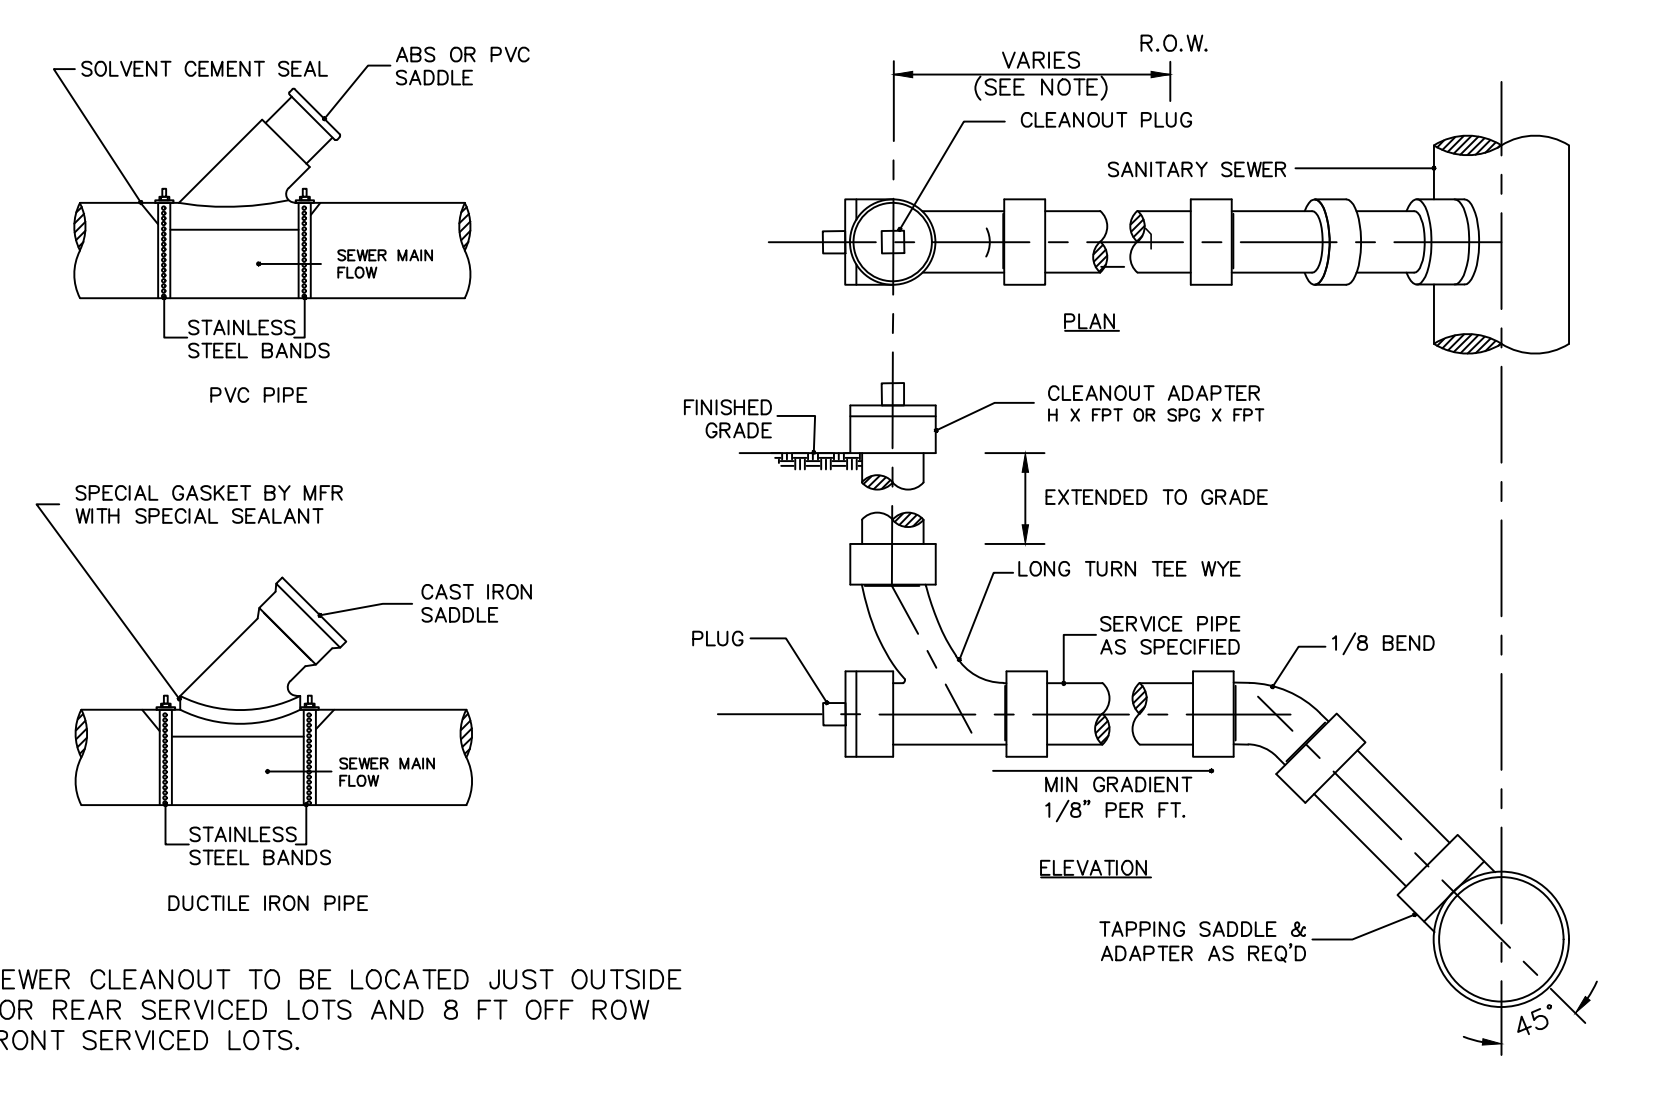 SOLVENT CEMENT SEAL
ABS OR PVC
SADDLE
SEWER MAIN
FLOW
STAINLESS
STEEL BANDS
PVC PIPE
SPECIAL GASKET BY MFR
WITH SPECIAL SEALANT
CAST IRON
SADDLE
SEWER MAIN
FLOW
STAINLESS
STEEL BANDS
DUCTILE IRON PIPE
R.O.W.
VARIES
(SEE NOTE)
CLEANOUT PLUG
SANITARY SEWER
PLAN
FINISHED
GRADE
CLEANOUT ADAPTER
H X FPT OR SPG X FPT
EXTENDED TO GRADE
LONG TURN TEE WYE
PLUG
SERVICE PIPE
AS SPECIFIED
1/8 BEND
MIN GRADIENT
1/8" PER FT.
ELEVATION
TAPPING SADDLE &
ADAPTER AS REQ'D
45°
EWER CLEANOUT TO BE LOCATED JUST OUTSIDE
OR REAR SERVICED LOTS AND 8 FT OFF ROW
RONT SERVICED LOTS.